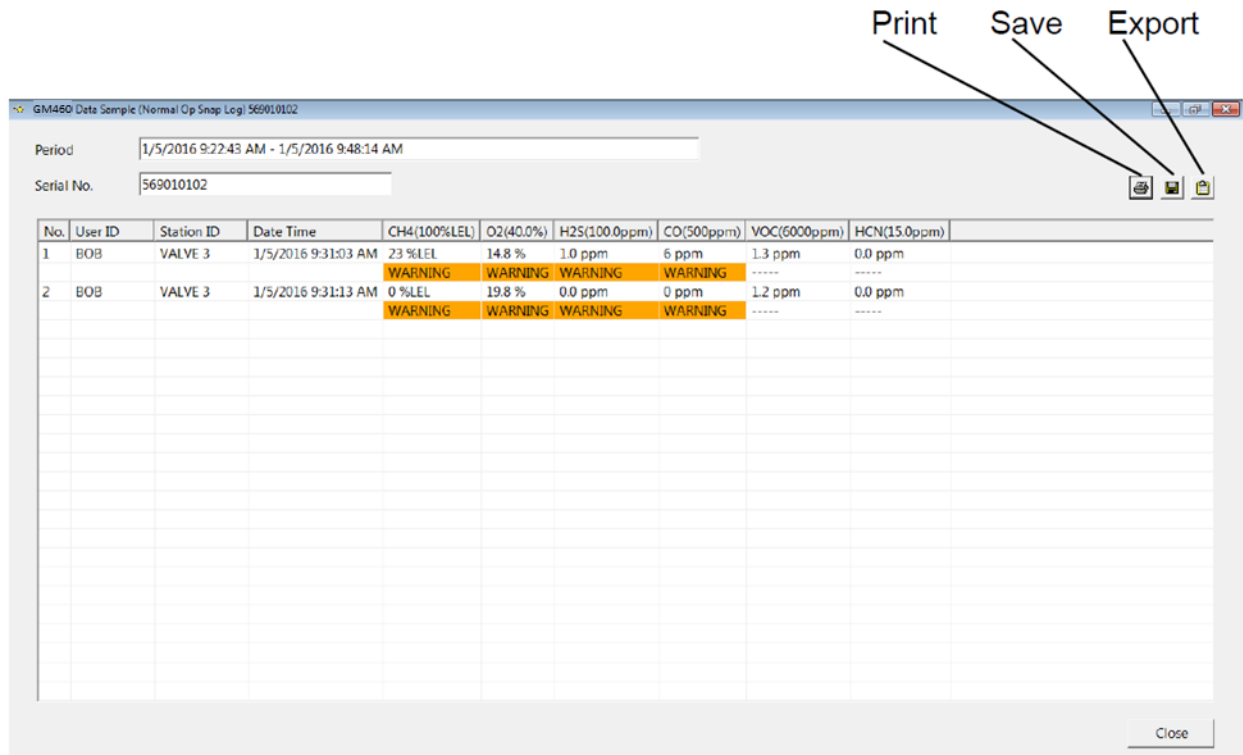 Print Save Export
GM460 Data Sample (Normal Op Snap Log) 569010102
Period 1/5/2016 9:22:43 AM - 1/5/2016 9:48:14 AM
Serial No. 569010102
No. User ID Station ID Date Time CH4(100%LEL) O2(40.0%) H2S(100.0ppm) CO(500ppm) VOC(6000ppm) HCN(15.0ppm)
1 BOB VALVE 3 1/5/2016 9:31:03 AM 23 %LEL 14.8 % 1.0 ppm 6 ppm 1.3 ppm 0.0 ppm
WARNING WARNING WARNING WARNING ----- -----
2 BOB VALVE 3 1/5/2016 9:31:13 AM 0 %LEL 19.8 % 0.0 ppm 0 ppm 1.2 ppm 0.0 ppm
WARNING WARNING WARNING WARNING ----- -----
Close